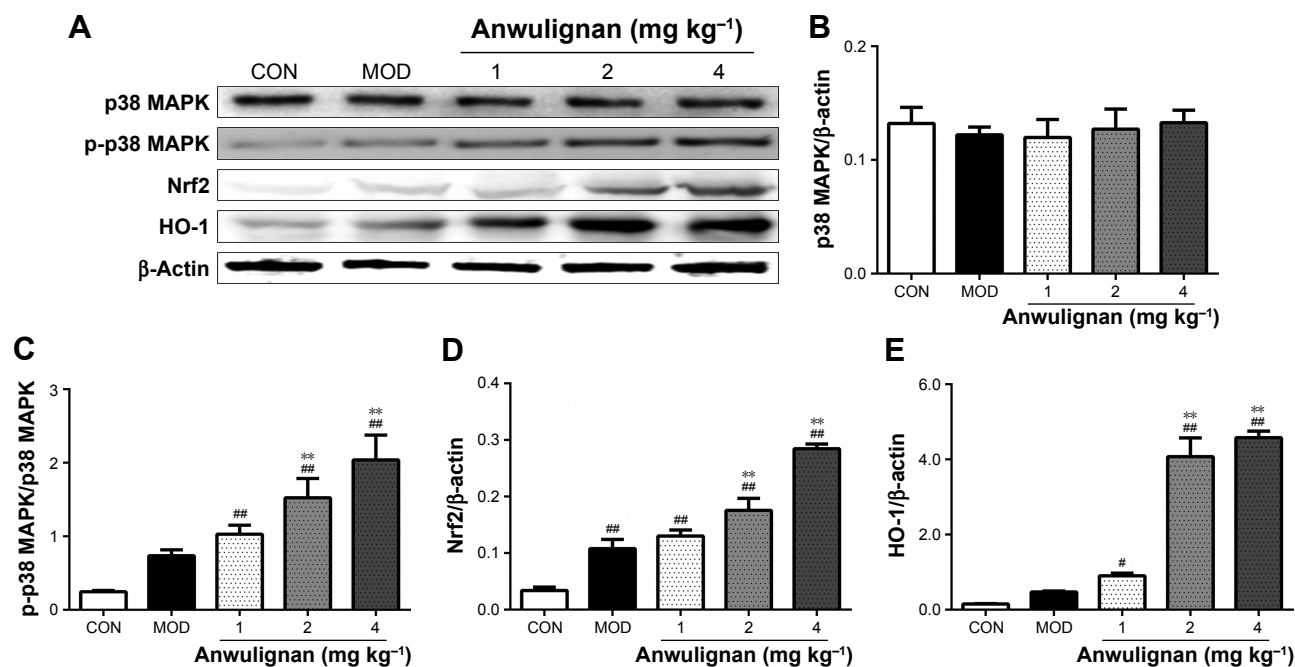 A
Anwulignan (mg kg⁻¹)
CON MOD 1 2 4
p38 MAPK
p-p38 MAPK
Nrf2
HO-1
β-Actin
B
p38 MAPK/β-actin
0.2
0.1
0.0
CON MOD 1 2 4
Anwulignan (mg kg⁻¹)
C
p-p38 MAPK/p38 MAPK
3
2
1
0
##
**
##
**
##
CON MOD 1 2 4
Anwulignan (mg kg⁻¹)
D
Nrf2/β-actin
0.4
0.3
0.2
0.1
0.0
##
##
**
##
**
##
CON MOD 1 2 4
Anwulignan (mg kg⁻¹)
E
HO-1/β-actin
6.0
4.0
2.0
0.0
#
**
##
**
##
CON MOD 1 2 4
Anwulignan (mg kg⁻¹)